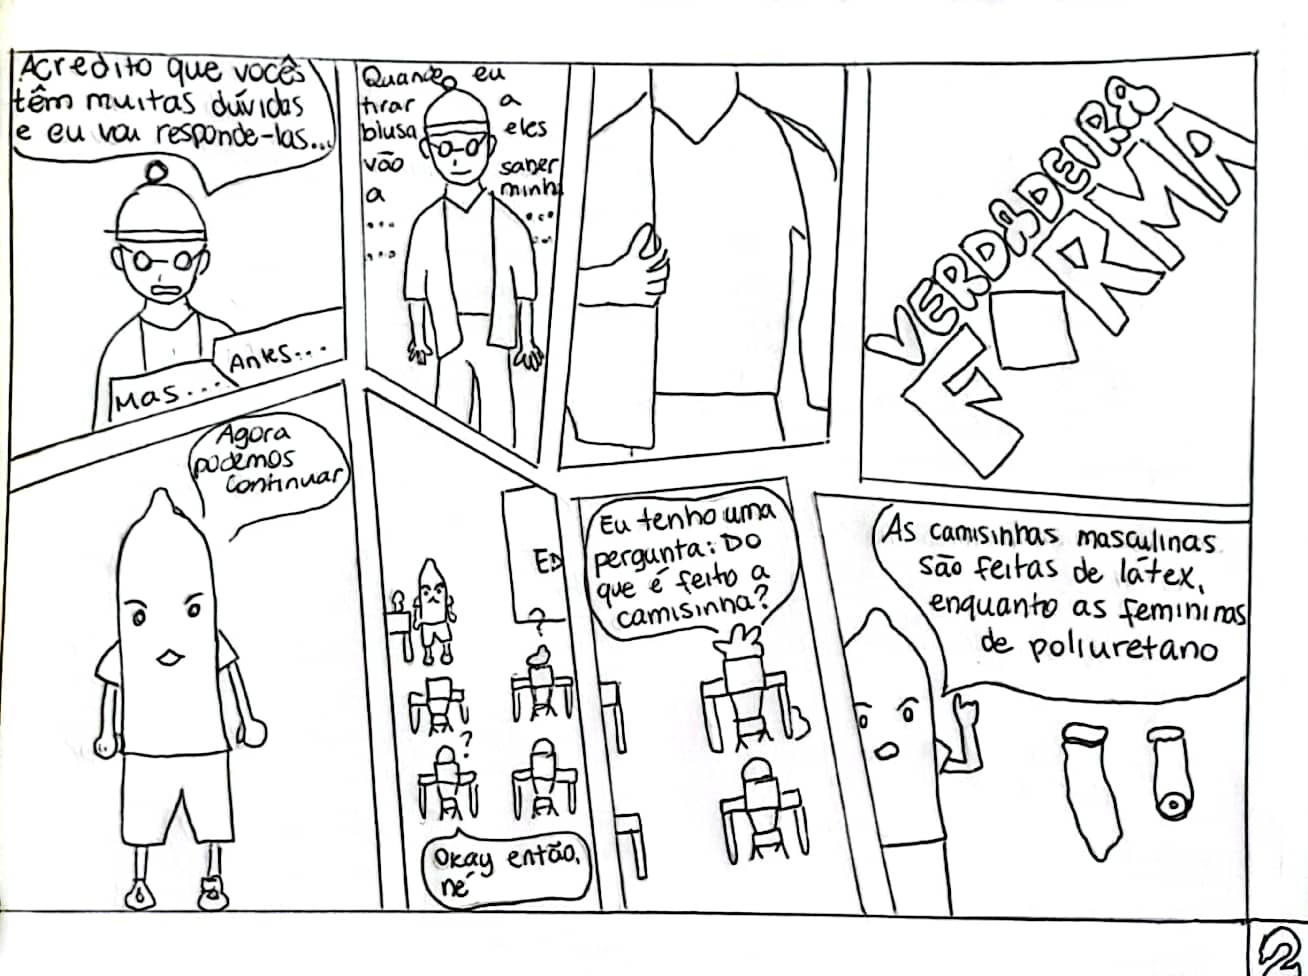 Acredito que vocês
têm muitas dúvidas
e eu vou responde-las...
Mas....
Antes...
Quando eu
tirar a
blusa eles
vão saber
a minha
... ...
... ...
VERDADEIRA
FORMA
Agora
podemos
continuar
ED
?
?
Okay então,
né
Eu tenho uma
pergunta: Do
que é feito a
camisinha?
As camisinhas masculinas
são feitas de látex,
enquanto as femininas
de poliuretano
2